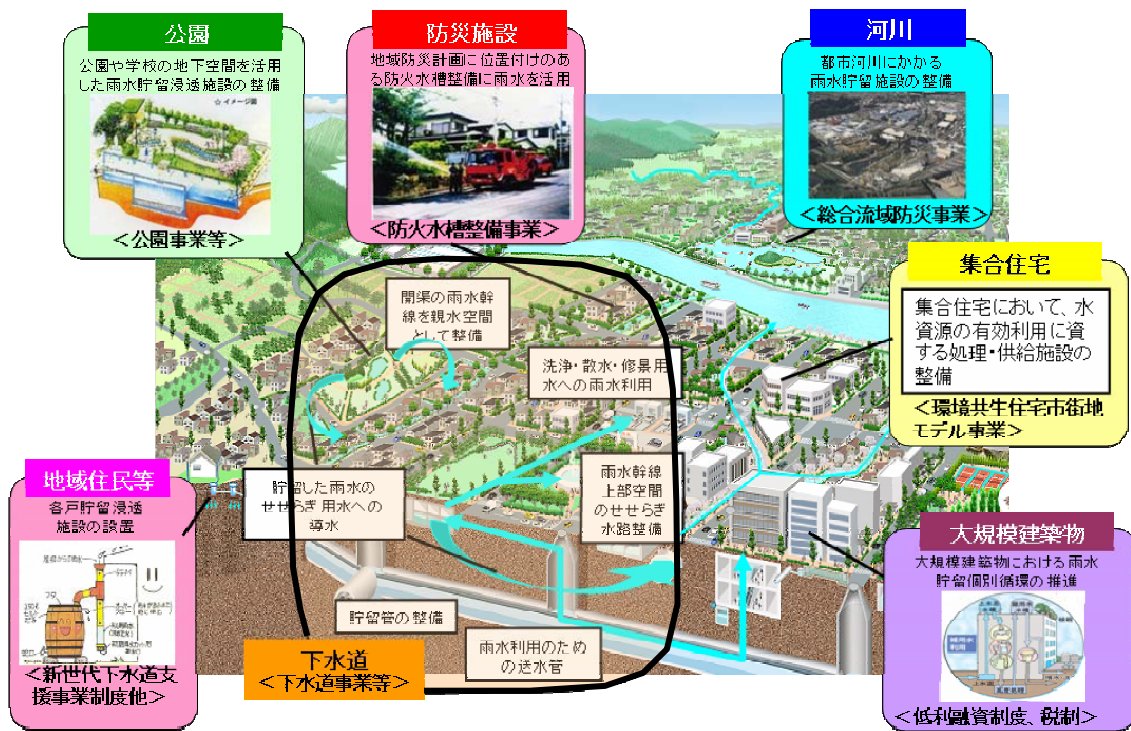 公園
公園や学校の地下空間を活用
した雨水貯留浸透施設の整備
☆ イメージ図
＜公園事業等＞
防災施設
地域防災計画に位置付けのあ
る防火水槽整備に雨水を活用
＜防火水槽整備事業＞
河川
都市河川にかかる
雨水貯留施設の整備
＜総合流域防災事業＞
集合住宅
集合住宅において、水
資源の有効利用に資
する処理・供給施設の
整備
＜環境共生住宅市街地
モデル事業＞
開渠の雨水幹
線を親水空間
として整備
洗浄・散水・修景用
水への雨水利用
貯留した雨水の
せせらぎ用水への
導水
雨水幹線
上部空間
のせせらぎ
水路整備
貯留管の整備
雨水利用のため
の送水管
下水道
＜下水道事業等＞
地域住民等
各戸貯留浸透
施設の設置
＜新世代下水道支
援事業制度他＞
大規模建築物
大規模建築物における雨水
貯留個別循環の推進
＜低利融資制度、税制＞